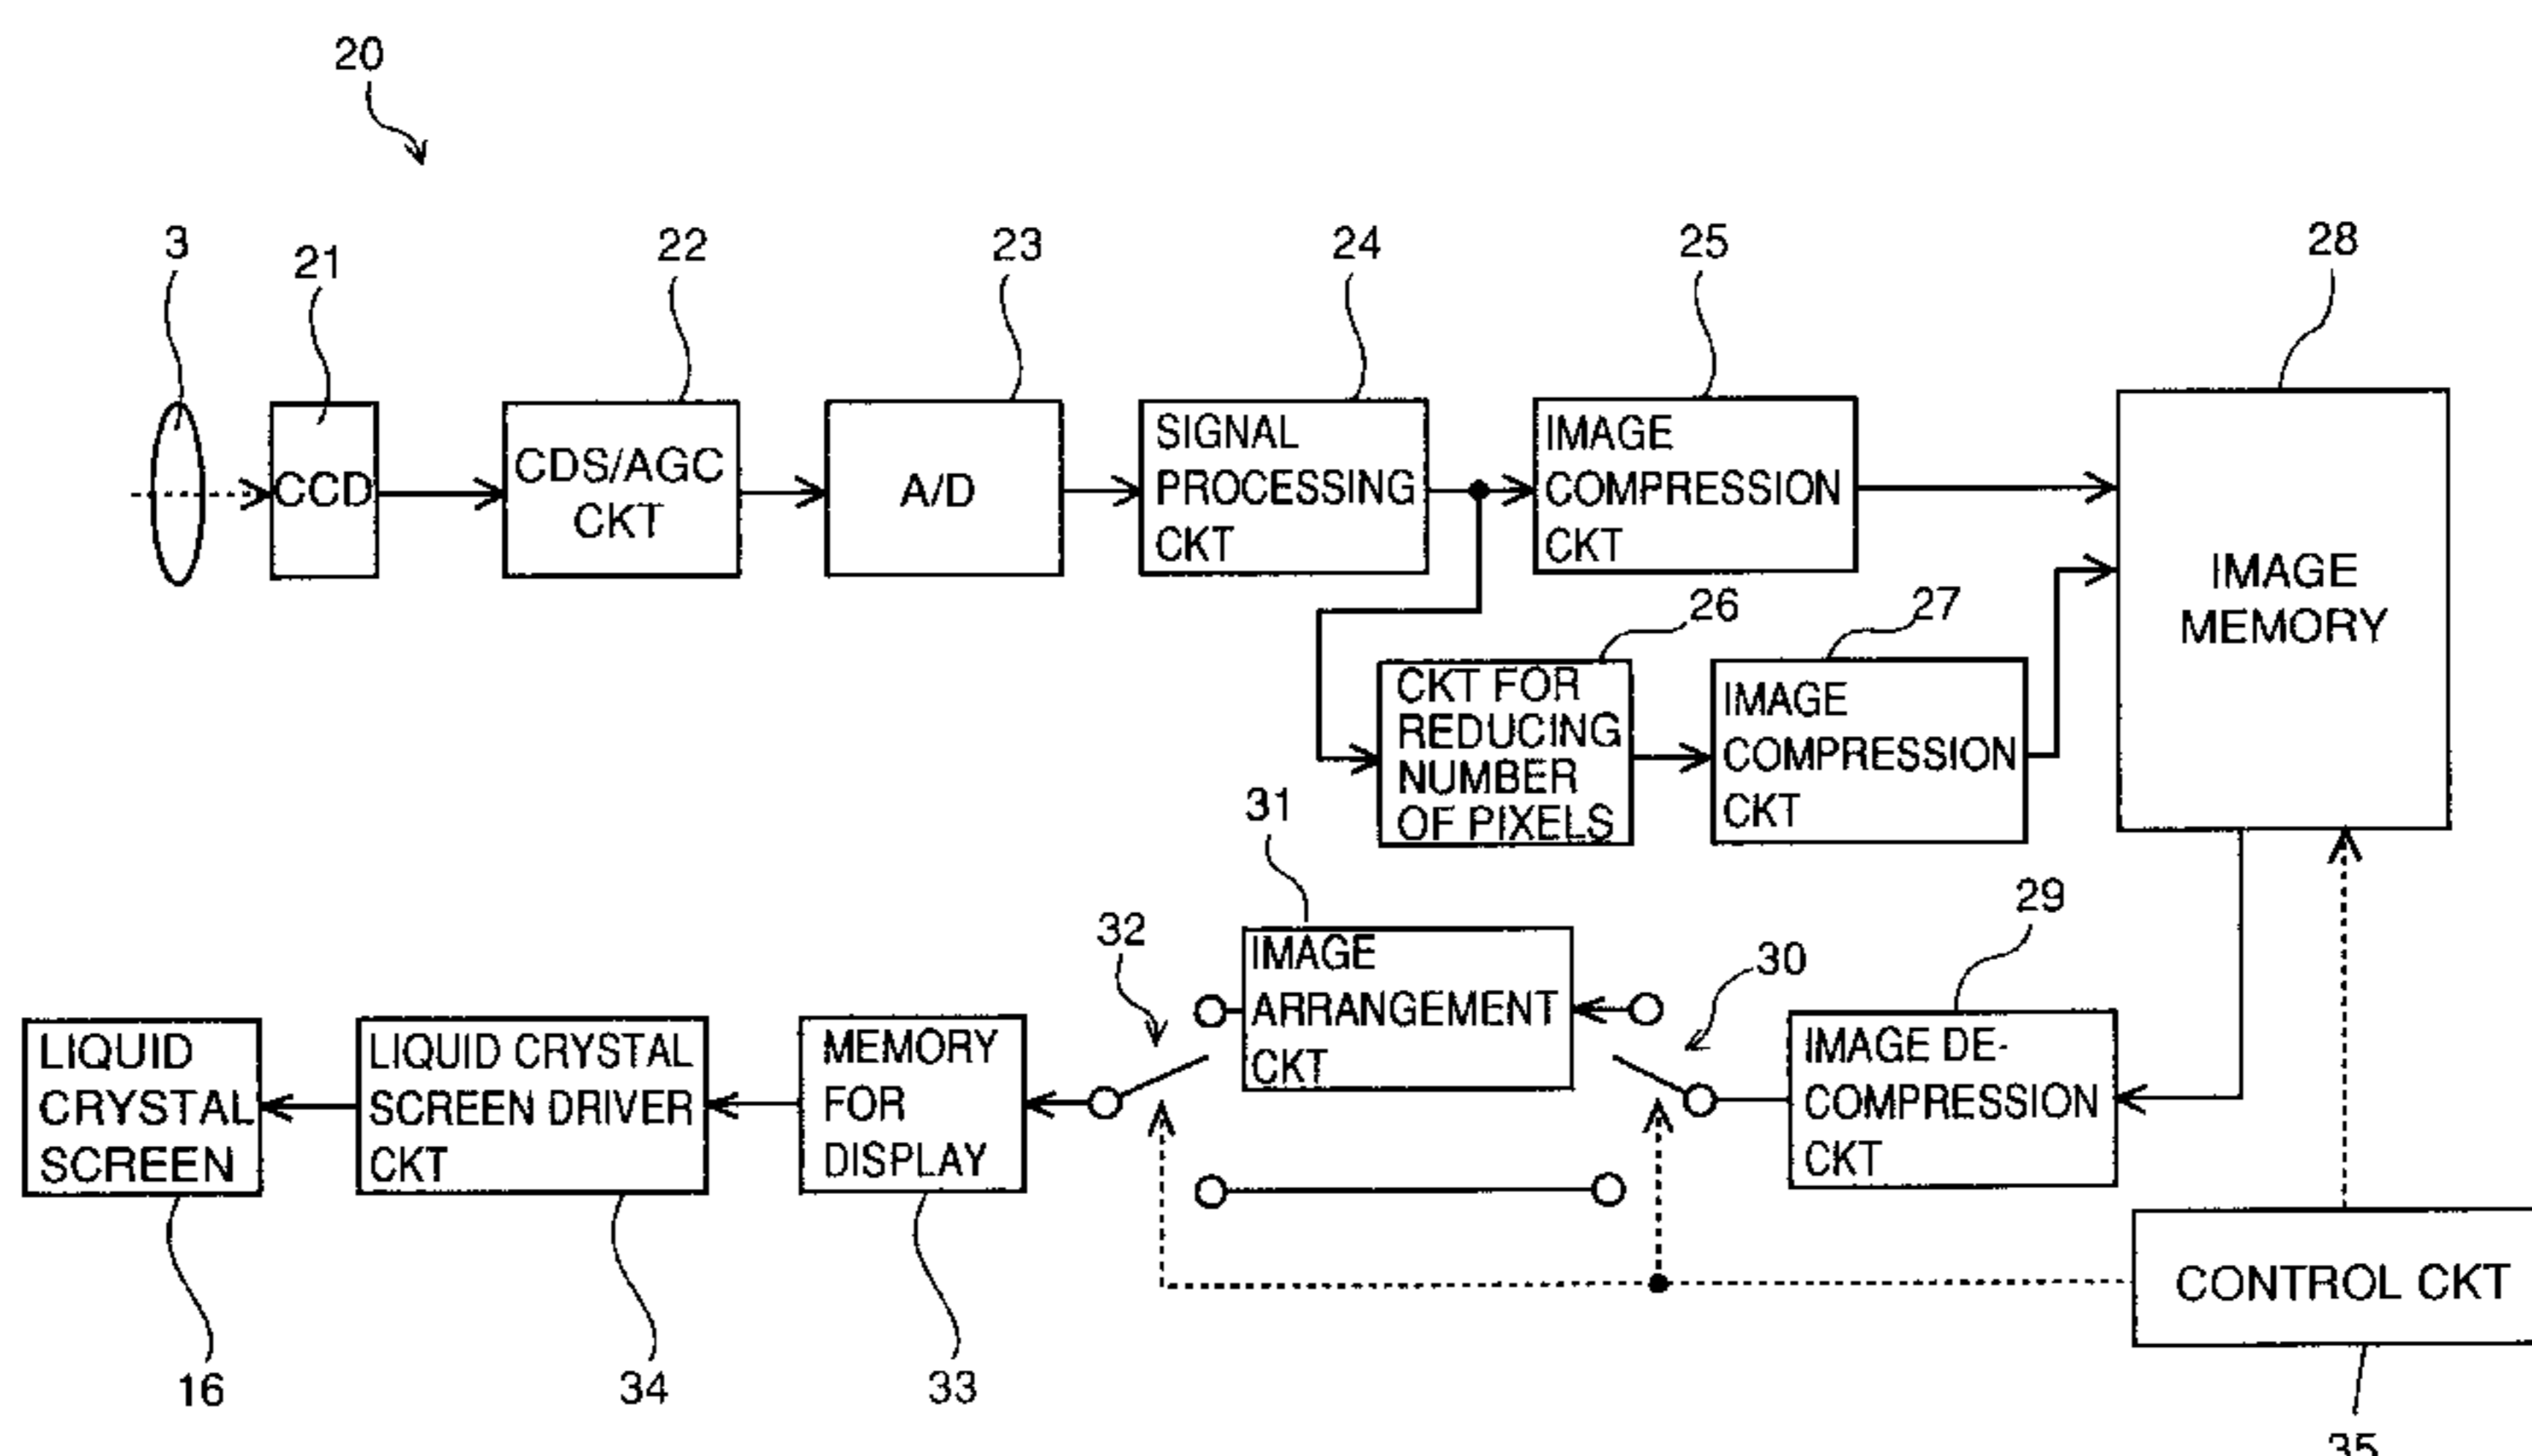 20
3
21
22
23
24
25
28
CCD
CDS/AGC
CKT
A/D
SIGNAL
PROCESSING
CKT
IMAGE
COMPRESSION
CKT
IMAGE
MEMORY
26
27
CKT FOR
REDUCING
NUMBER
OF PIXELS
IMAGE
COMPRESSION
CKT
31
32
30
29
IMAGE
ARRANGEMENT
CKT
IMAGE DE-
COMPRESSION
CKT
LIQUID
CRYSTAL
SCREEN
LIQUID CRYSTAL
SCREEN DRIVER
CKT
MEMORY
FOR
DISPLAY
CONTROL CKT
16
34
33
35